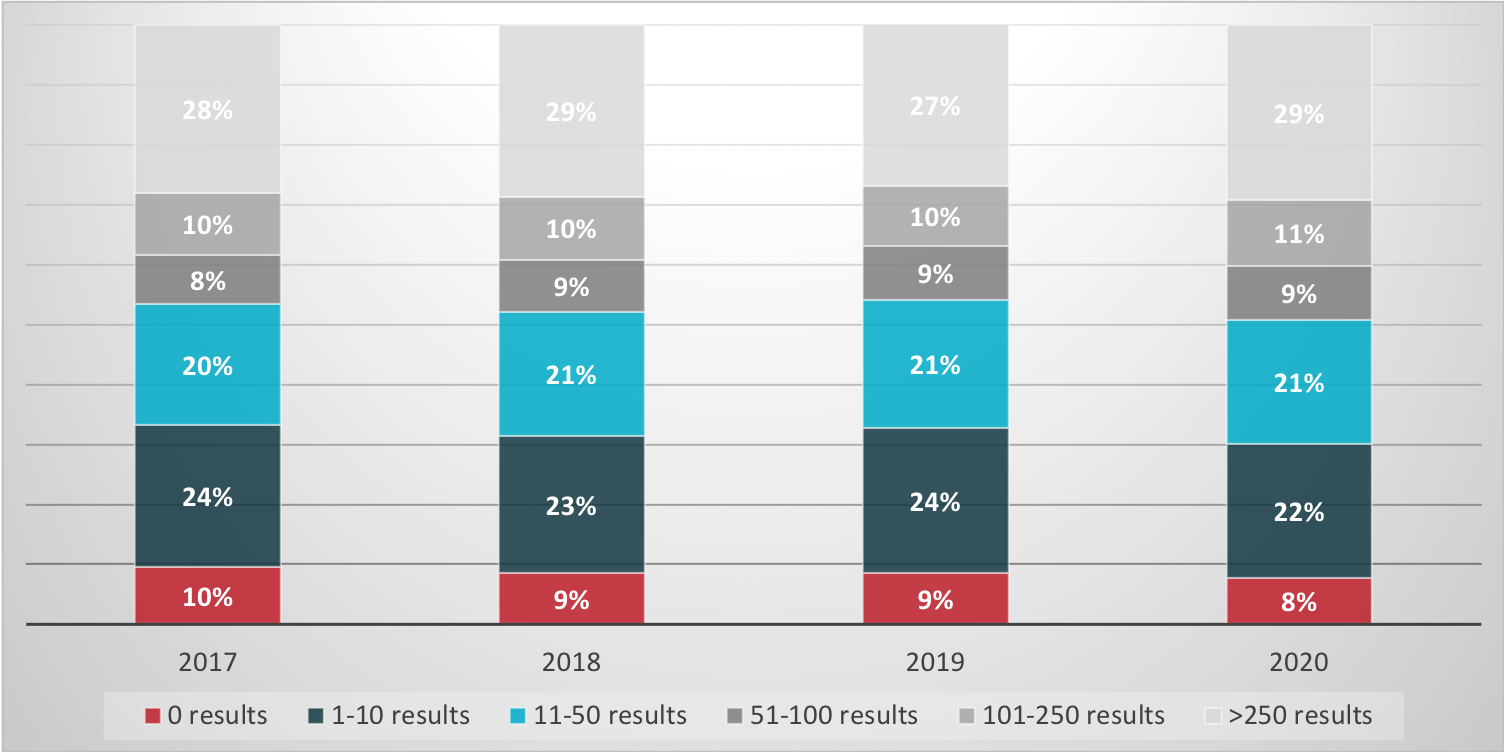 28% 29% 27% 29%
10% 10% 10% 11%
8% 9% 9% 9%
20% 21% 21% 21%
24% 23% 24% 22%
10% 9% 9% 8%
2017 2018 2019 2020
0 results 1-10 results 11-50 results 51-100 results 101-250 results >250 results